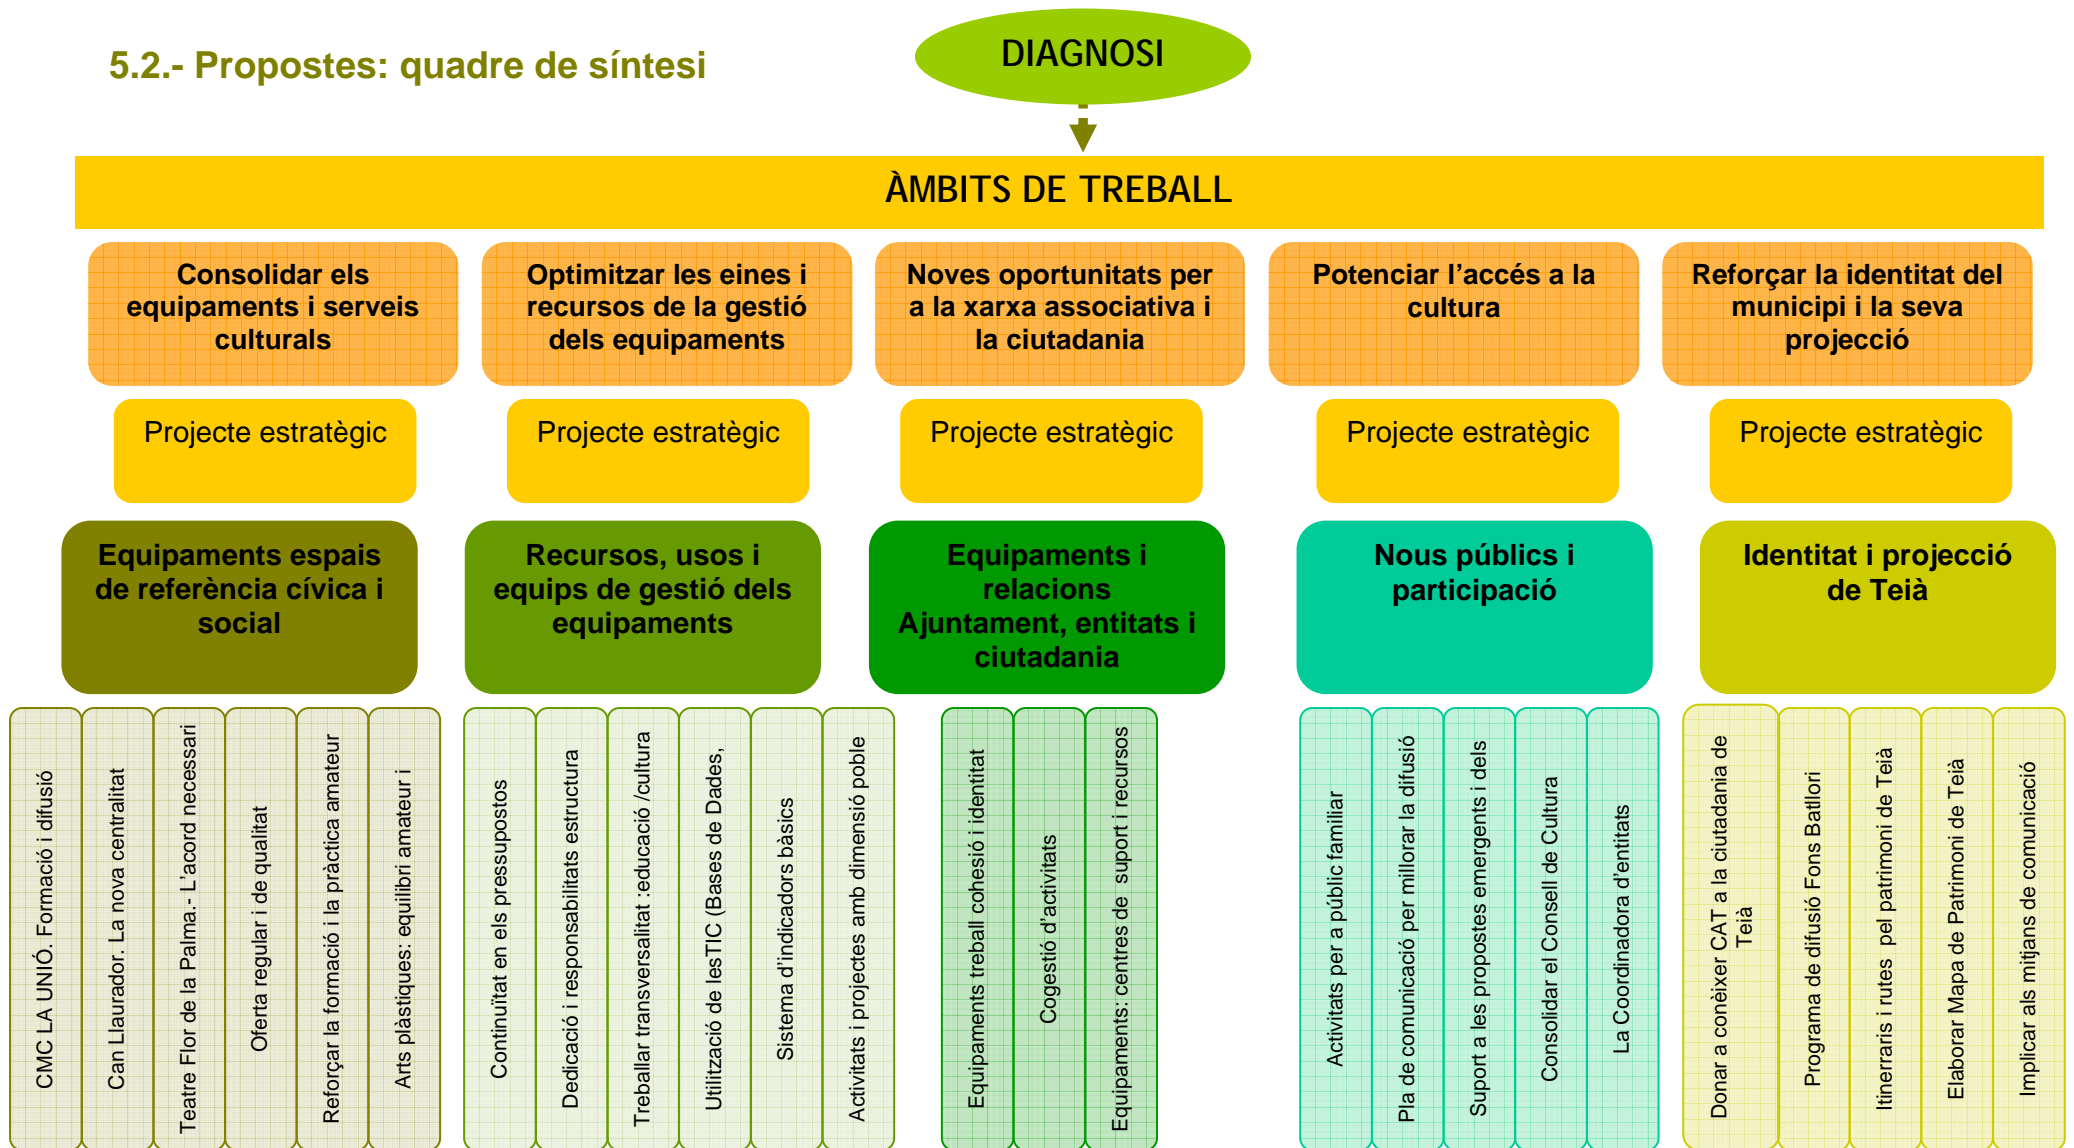 5.2.- Propostes: quadre de síntesi
DIAGNOSI
ÀMBITS DE TREBALL
Consolidar els
equipaments i serveis
culturals
Optimitzar les eines i
recursos de la gestió
dels equipaments
Noves oportunitats per
a la xarxa associativa i
la ciutadania
Potenciar l'accés a la
cultura
Reforçar la identitat del
municipi i la seva
projecció
Projecte estratègic
Projecte estratègic
Projecte estratègic
Projecte estratègic
Projecte estratègic
Equipaments espais
de referència cívica i
social
Recursos, usos i
equips de gestió dels
equipaments
Equipaments i
relacions
Ajuntament, entitats i
ciutadania
Nous públics i
participació
Identitat i projecció
de Teià
CMC LA UNIÓ. Formació i difusió
Can Llaurador. La nova centralitat
Teatre Flor de la Palma.- L'acord necessari
Oferta regular i de qualitat
Reforçar la formació i la pràctica amateur
Arts plàstiques: equilibri amateur i
Continuïtat en els pressupostos
Dedicació i responsabilitats estructura
Treballar transversalitat :educació /cultura
Utilització de lesTIC (Bases de Dades,
Sistema d'indicadors bàsics
Activitats i projectes amb dimensió poble
Equipaments treball cohesió i identitat
Cogestió d'activitats
Equipaments: centres de suport i recursos
Activitats per a públic familiar
Pla de comunicació per millorar la difusió
Suport a les propostes emergents i dels
Consolidar el Consell de Cultura
La Coordinadora d'entitats
Donar a conèixer CAT a la ciutadania de
Teià
Programa de difusió Fons Batllori
Itinerraris i rutes pel patrimoni de Teià
Elaborar Mapa de Patrimoni de Teià
Implicar als mitjans de comunicació